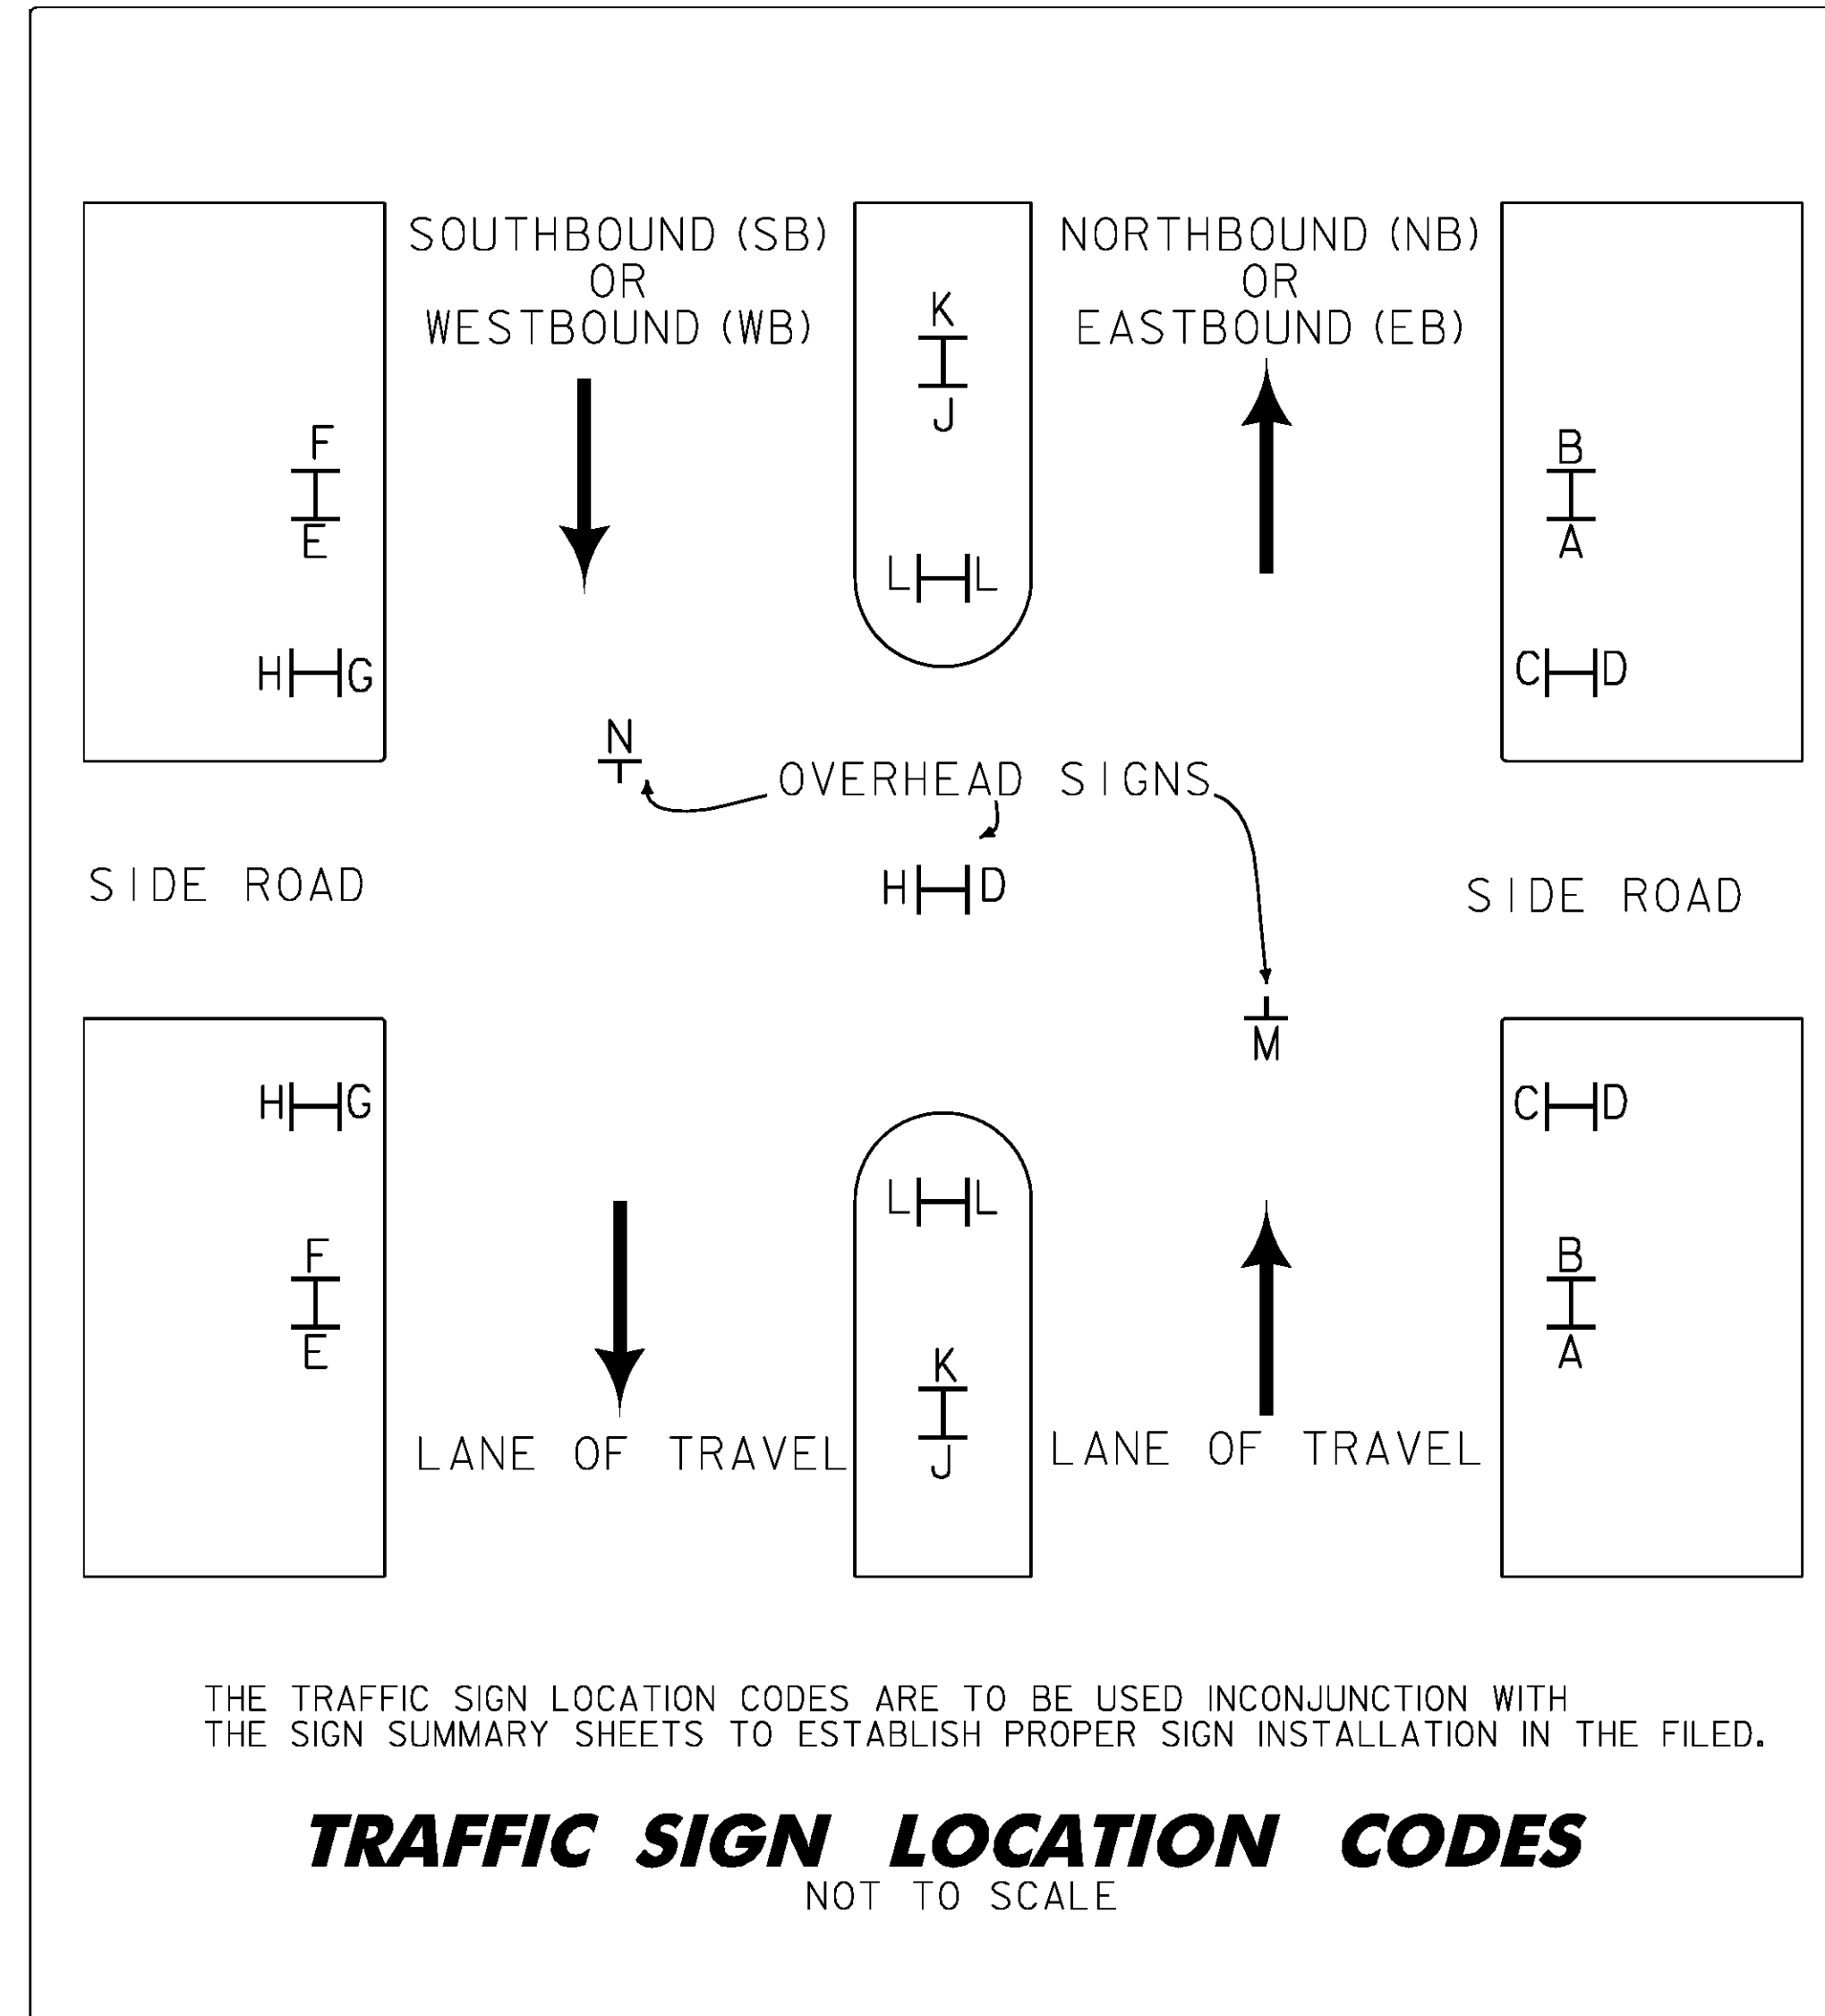 SOUTHBOUND (SB)
OR
WESTBOUND (WB)
NORTHBOUND (NB)
OR
EASTBOUND (EB)
K
J
F
E
B
A
L L
H G
C D
N
OVERHEAD SIGNS
SIDE ROAD
H D
SIDE ROAD
M
H G
C D
L L
F
E
B
A
K
J
LANE OF TRAVEL
LANE OF TRAVEL
THE TRAFFIC SIGN LOCATION CODES ARE TO BE USED INCONJUNCTION WITH
THE SIGN SUMMARY SHEETS TO ESTABLISH PROPER SIGN INSTALLATION IN THE FILED.
TRAFFIC SIGN LOCATION CODES
NOT TO SCALE